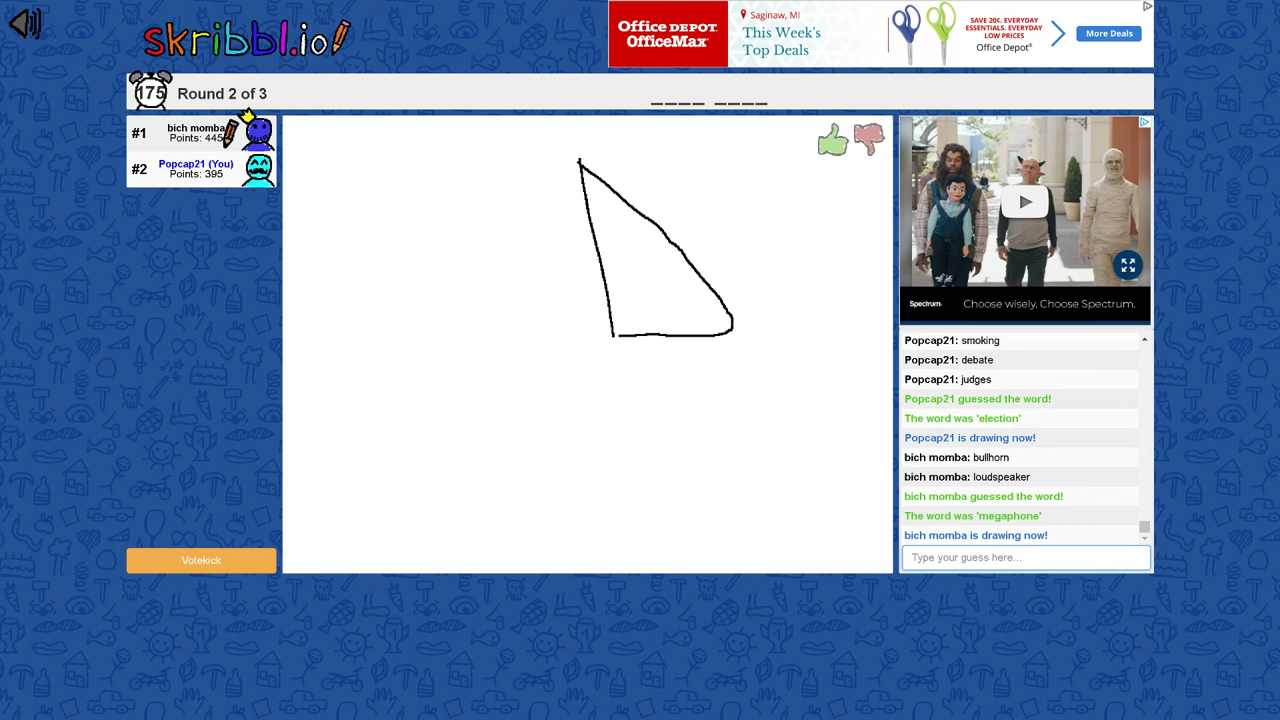 skribbl.io
Office DEPOT
OfficeMax
Saginaw, MI
This Week's
Top Deals
SAVE 20¢. EVERYDAY
ESSENTIALS. EVERYDAY
LOW PRICES
Office Depot
More Deals
175
Round 2 of 3
____ ____
#1
bich momba
Points: 445
#2
Popcap21 (You)
Points: 395
Spectrum
Choose wisely. Choose Spectrum.
Popcap21: smoking
Popcap21: debate
Popcap21: judges
Popcap21 guessed the word!
The word was 'election'
Popcap21 is drawing now!
bich momba: bullhorn
bich momba: loudspeaker
bich momba guessed the word!
The word was 'megaphone'
bich momba is drawing now!
Type your guess here...
Votekick